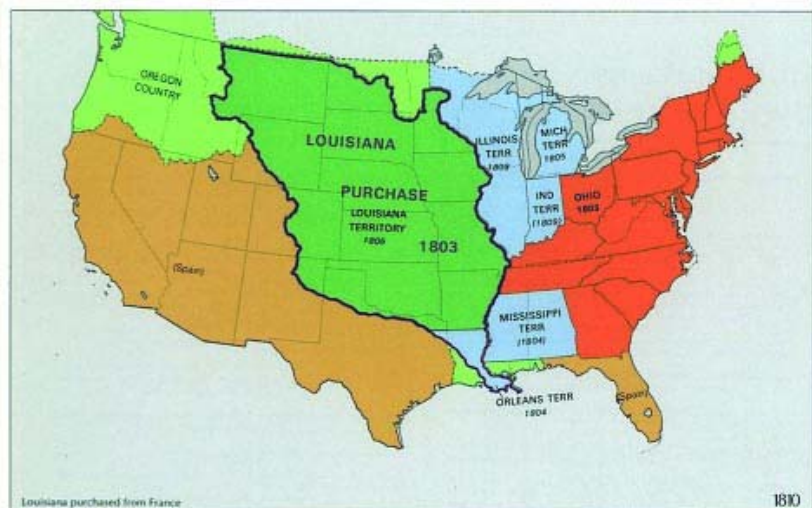 OREGON
COUNTRY
LOUISIANA
PURCHASE
LOUISIANA
TERRITORY
1805
1803
ILLINOIS
TERR
1809
MICH
TERR
1805
IND
TERR
(1809)
OHIO
1803
(Spain)
MISSISSIPPI
TERR
(1804)
ORLEANS TERR
1804
(Spain)
Louisiana purchased from France
1810